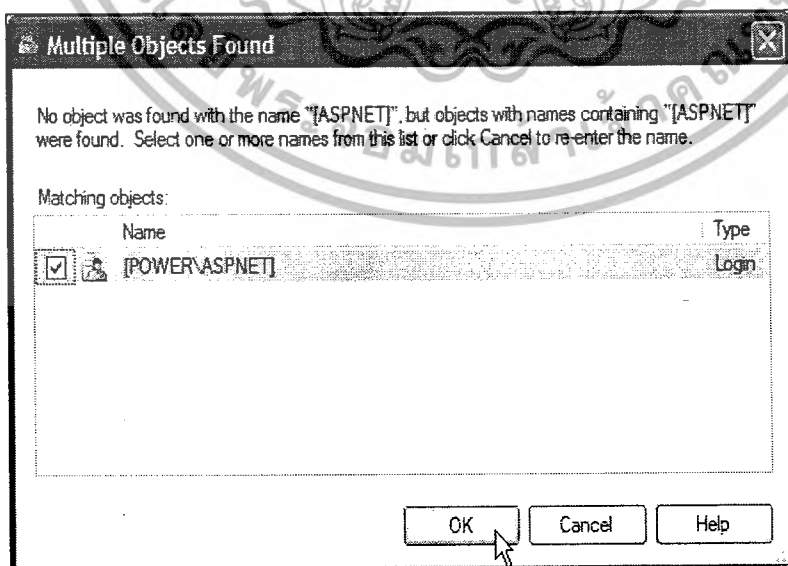 Multiple Objects Found
No object was found with the name "[ASPNET]", but objects with names containing "[ASPNET]"
were found. Select one or more names from this list or click Cancel to re-enter the name.
Matching objects:
Name Type
[POWER\ASPNET] Login
OK Cancel Help